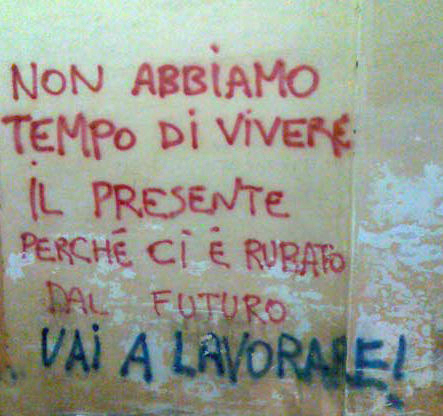 NON ABBiAMO
TEMPO Di ViVERE
iL PRESENTE
PERCHÉ Ci È RUBATO
DAL FUTURO
VAi A LAVORARE!